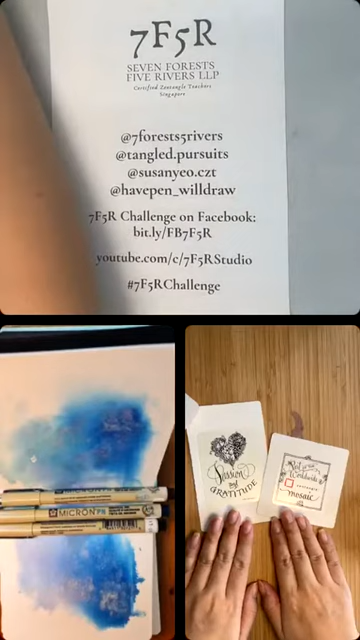 7F5R
SEVEN FORESTS
FIVE RIVERS LLP
Certified Zentangle Teachers
Singapore
@7forests5rivers
@tangled.pursuits
@susanyeo.czt
@havepen_willdraw
7F5R Challenge on Facebook:
bit.ly/FB7F5R
youtube.com/c/7F5RStudio
#7F5RChallenge
MICRON
Passion
and
GRATITUDE
mosaic